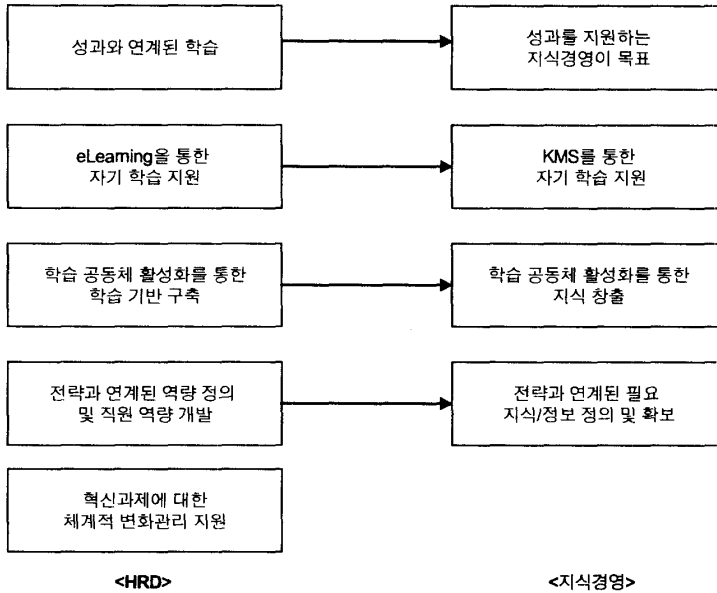 성과와 연계된 학습
성과를 지원하는
지식경영이 목표
eLearning을 통한
자기 학습 지원
KMS를 통한
자기 학습 지원
학습 공동체 활성화를 통한
학습 기반 구축
학습 공동체 활성화를 통한
지식 창출
전략과 연계된 역량 정의
및 직원 역량 개발
전략과 연계된 필요
지식/정보 정의 및 확보
혁신과제에 대한
체계적 변화관리 지원
<HRD>
<지식경영>